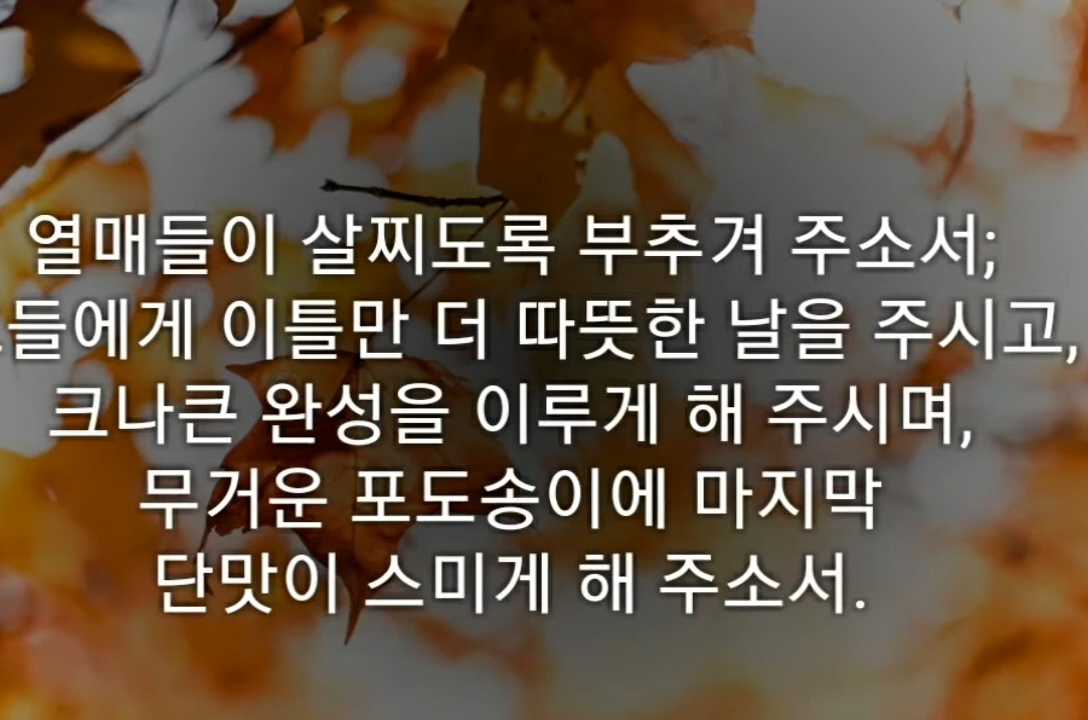 열매들이 살찌도록 부추겨 주소서;
들에게 이틀만 더 따뜻한 날을 주시고,
크나큰 완성을 이루게 해 주시며,
무거운 포도송이에 마지막
단맛이 스미게 해 주소서.